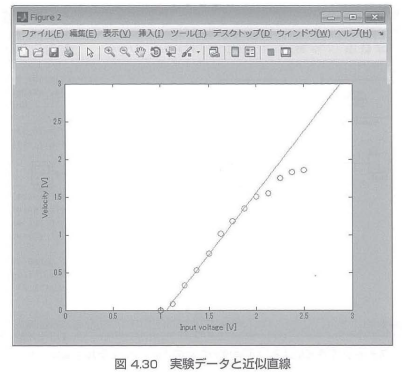 Figure 2
ファイル(F) 編集(E) 表示(V) 挿入(I) ツール(T) デスクトップ(D) ウィンドウ(W) ヘルプ(H)
3
2.5
2
1.5
1
0.5
0
Velocity [V]
0 0.5 1 1.5 2 2.5 3
Input voltage [V]
図 4.30 実験データと近似直線